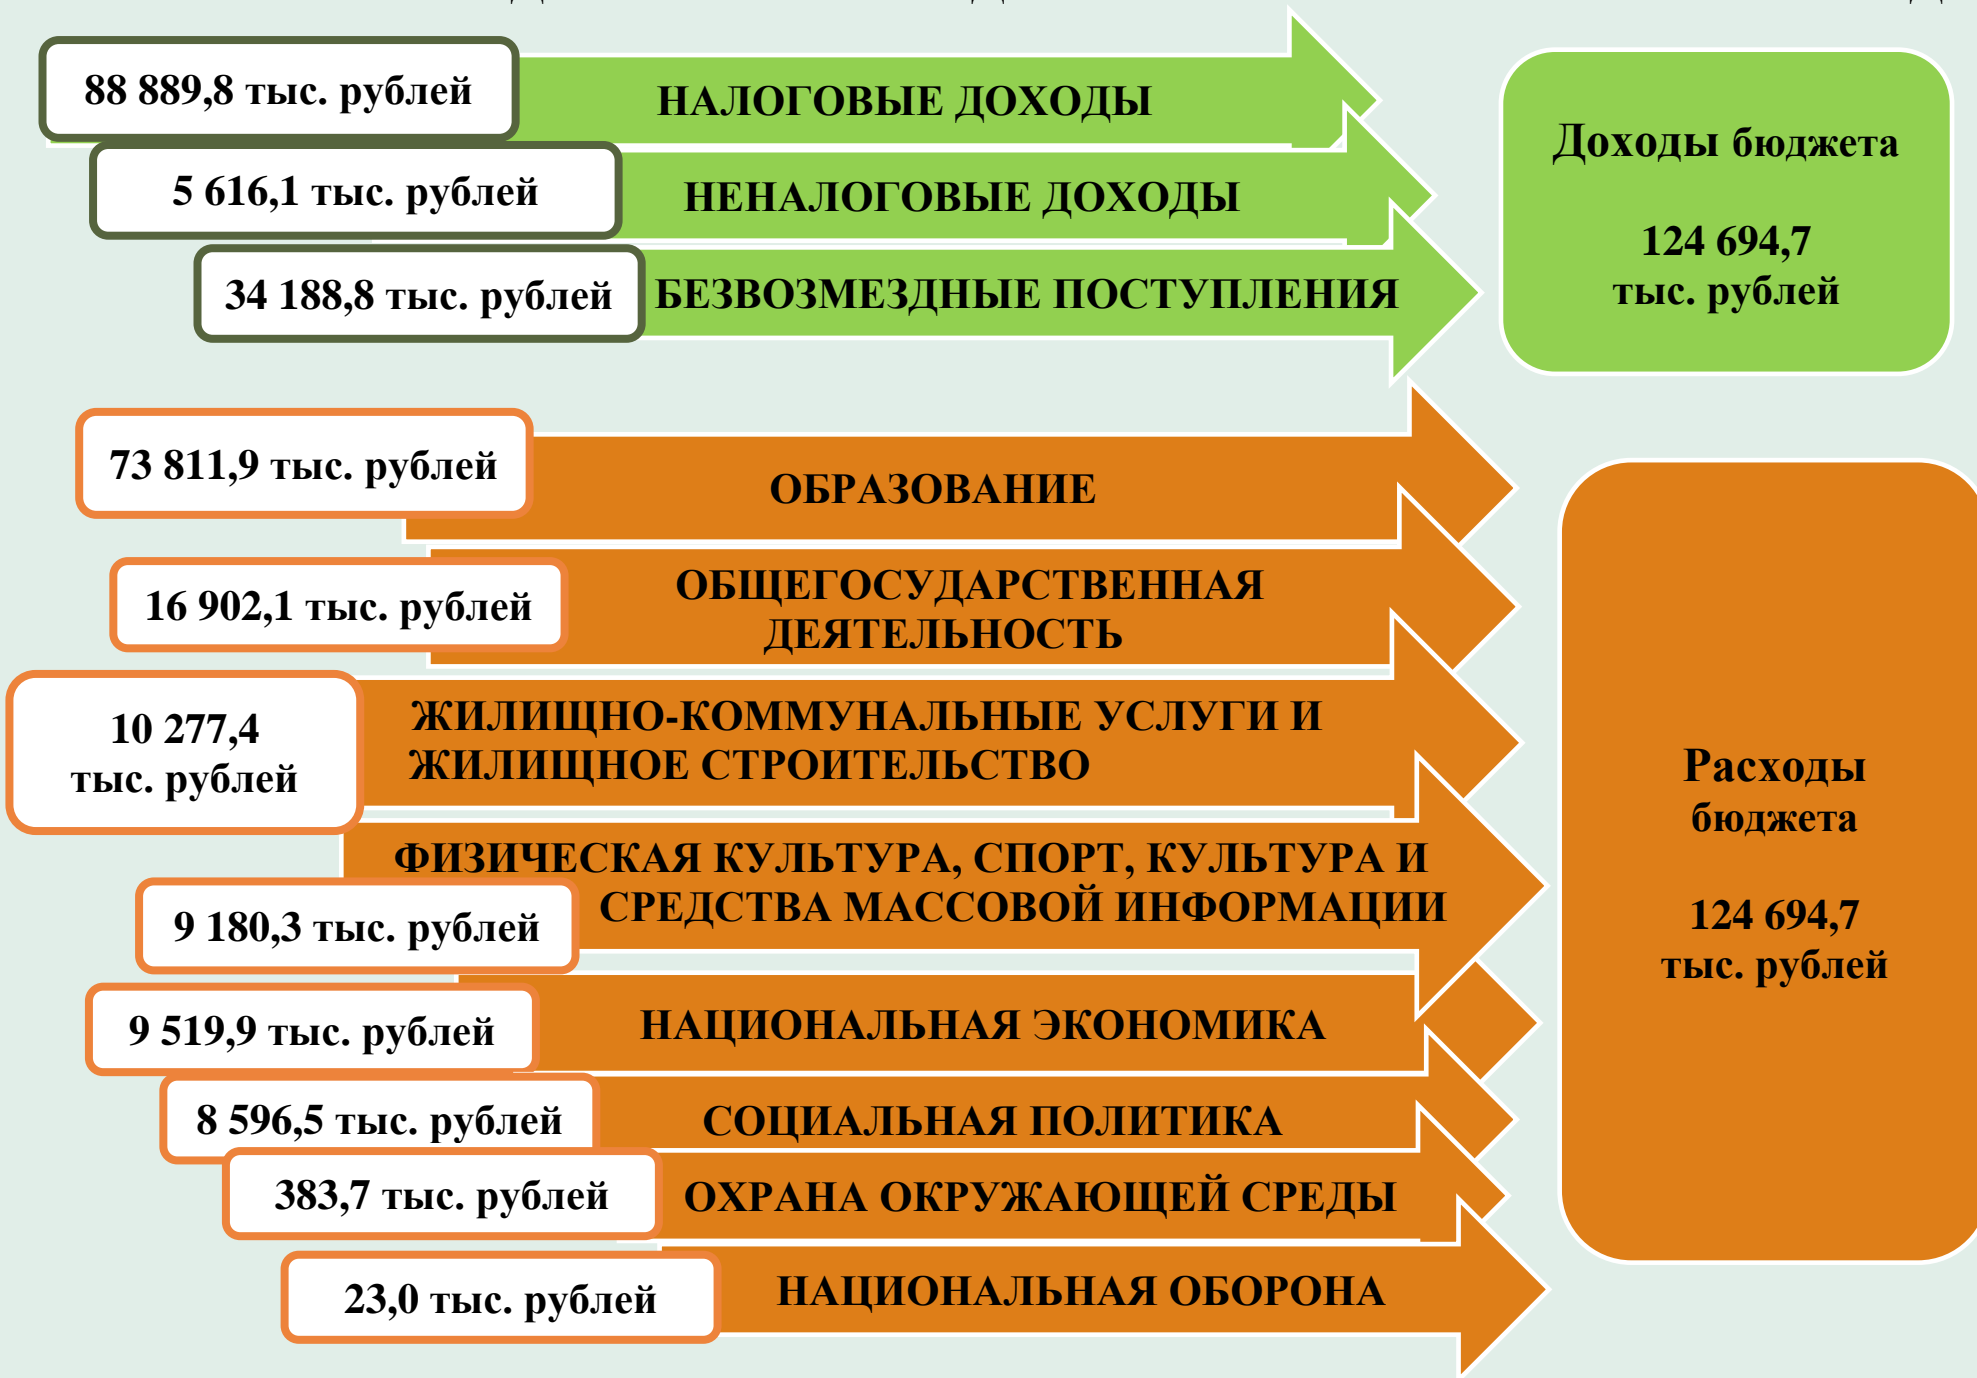 88 889,8 тыс. рублей
НАЛОГОВЫЕ ДОХОДЫ
5 616,1 тыс. рублей
НЕНАЛОГОВЫЕ ДОХОДЫ
34 188,8 тыс. рублей
БЕЗВОЗМЕЗДНЫЕ ПОСТУПЛЕНИЯ
Доходы бюджета
124 694,7
тыс. рублей
73 811,9 тыс. рублей
ОБРАЗОВАНИЕ
16 902,1 тыс. рублей
ОБЩЕГОСУДАРСТВЕННАЯ
ДЕЯТЕЛЬНОСТЬ
10 277,4
тыс. рублей
ЖИЛИЩНО-КОММУНАЛЬНЫЕ УСЛУГИ И
ЖИЛИЩНОЕ СТРОИТЕЛЬСТВО
ФИЗИЧЕСКАЯ КУЛЬТУРА, СПОРТ, КУЛЬТУРА И
СРЕДСТВА МАССОВОЙ ИНФОРМАЦИИ
9 180,3 тыс. рублей
9 519,9 тыс. рублей
НАЦИОНАЛЬНАЯ ЭКОНОМИКА
8 596,5 тыс. рублей
СОЦИАЛЬНАЯ ПОЛИТИКА
383,7 тыс. рублей
ОХРАНА ОКРУЖАЮЩЕЙ СРЕДЫ
23,0 тыс. рублей
НАЦИОНАЛЬНАЯ ОБОРОНА
Расходы
бюджета
124 694,7
тыс. рублей